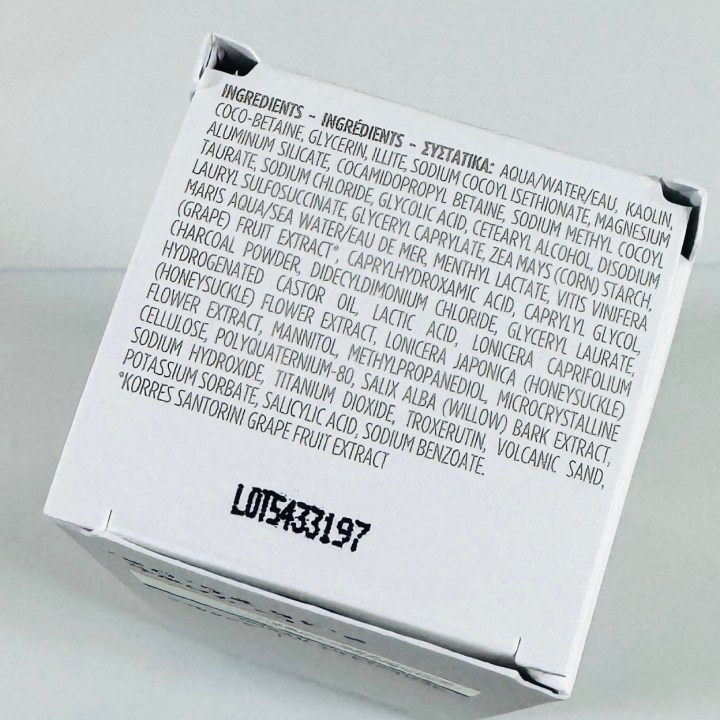 INGREDIENTS - INGRÉDIENTS - ΣΥΣΤΑΤΙΚΑ: AQUA/WATER/EAU, KAOLIN,
COCO-BETAINE, GLYCERIN, ILLITE, SODIUM COCOYL ISETHIONATE, MAGNESIUM
ALUMINUM SILICATE, COCAMIDOPROPYL BETAINE, SODIUM METHYL COCOYL
TAURATE, SODIUM CHLORIDE, GLYCOLIC ACID, CETEARYL ALCOHOL, DISODIUM
LAURYL SULFOSUCCINATE, GLYCERYL CAPRYLATE, ZEA MAYS (CORN) STARCH,
MARIS AQUA/SEA WATER/EAU DE MER, MENTHYL LACTATE, VITIS VINIFERA
(GRAPE) FRUIT EXTRACT* CAPRYLHYDROXAMIC ACID, CAPRYLYL GLYCOL,
CHARCOAL POWDER, DIDECYLDIMONIUM CHLORIDE, GLYCERYL LAURATE,
HYDROGENATED CASTOR OIL, LACTIC ACID, LONICERA CAPRIFOLIUM
(HONEYSUCKLE) FLOWER EXTRACT, LONICERA JAPONICA (HONEYSUCKLE)
FLOWER EXTRACT, MANNITOL, METHYLPROPANEDIOL, MICROCRYSTALLINE
CELLULOSE, POLYQUATERNIUM-80, SALIX ALBA (WILLOW) BARK EXTRACT,
SODIUM HYDROXIDE, TITANIUM DIOXIDE, TROXERUTIN, VOLCANIC SAND,
POTASSIUM SORBATE, SALICYLIC ACID, SODIUM BENZOATE.
*KORRES SANTORINI GRAPE FRUIT EXTRACT
LOT5433197